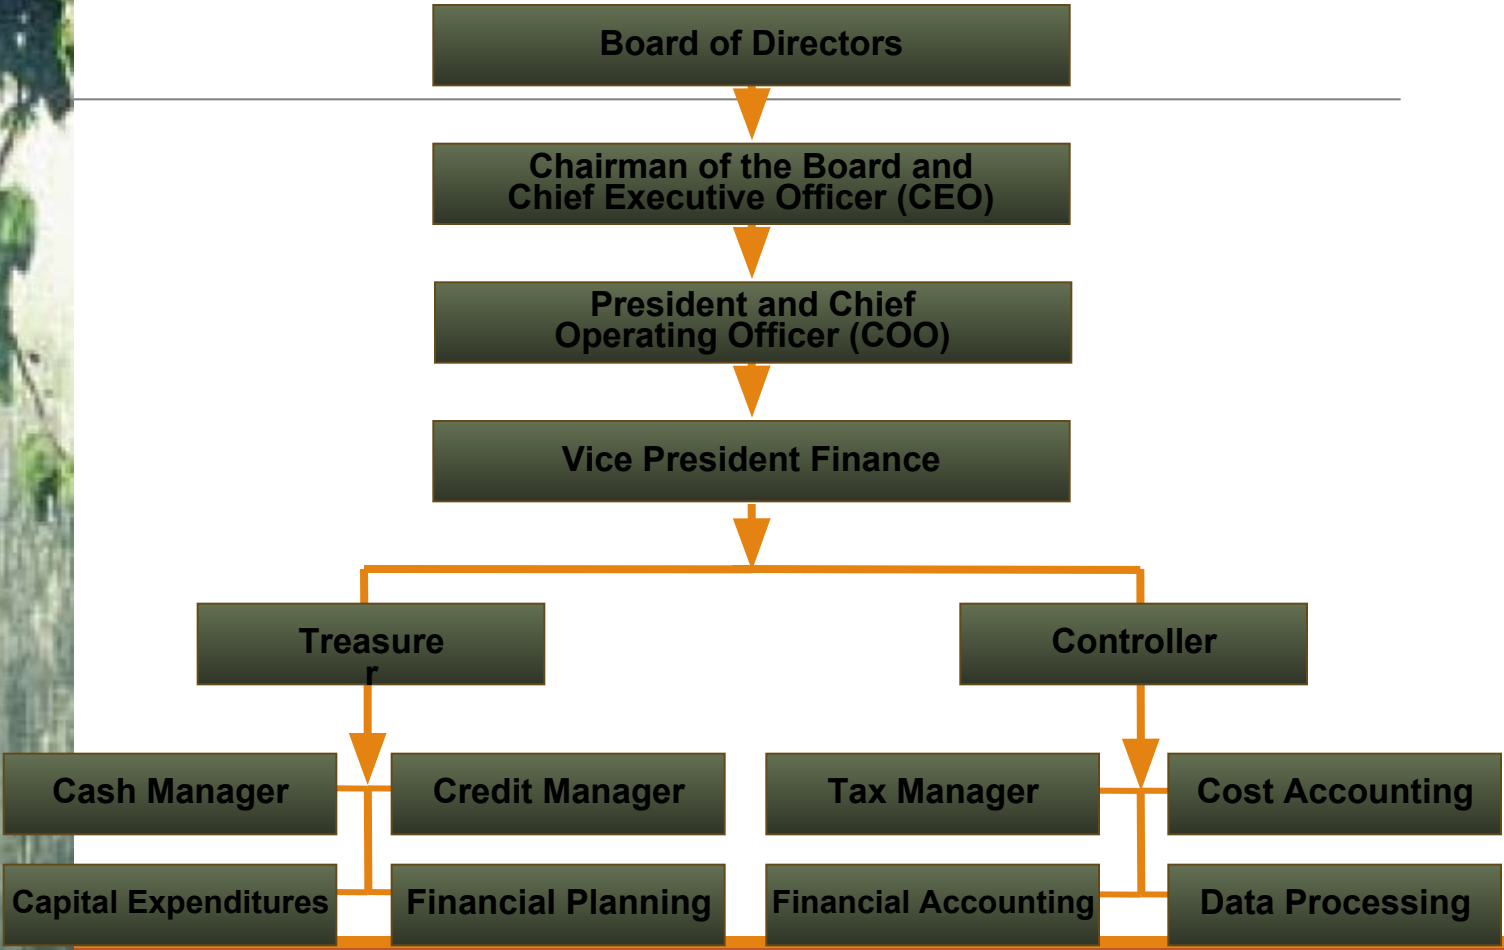 Board of Directors
Chairman of the Board and
Chief Executive Officer (CEO)
President and Chief
Operating Officer (COO)
Vice President Finance
Treasure
r
Controller
Cash Manager
Credit Manager
Tax Manager
Cost Accounting
Capital Expenditures
Financial Planning
Financial Accounting
Data Processing